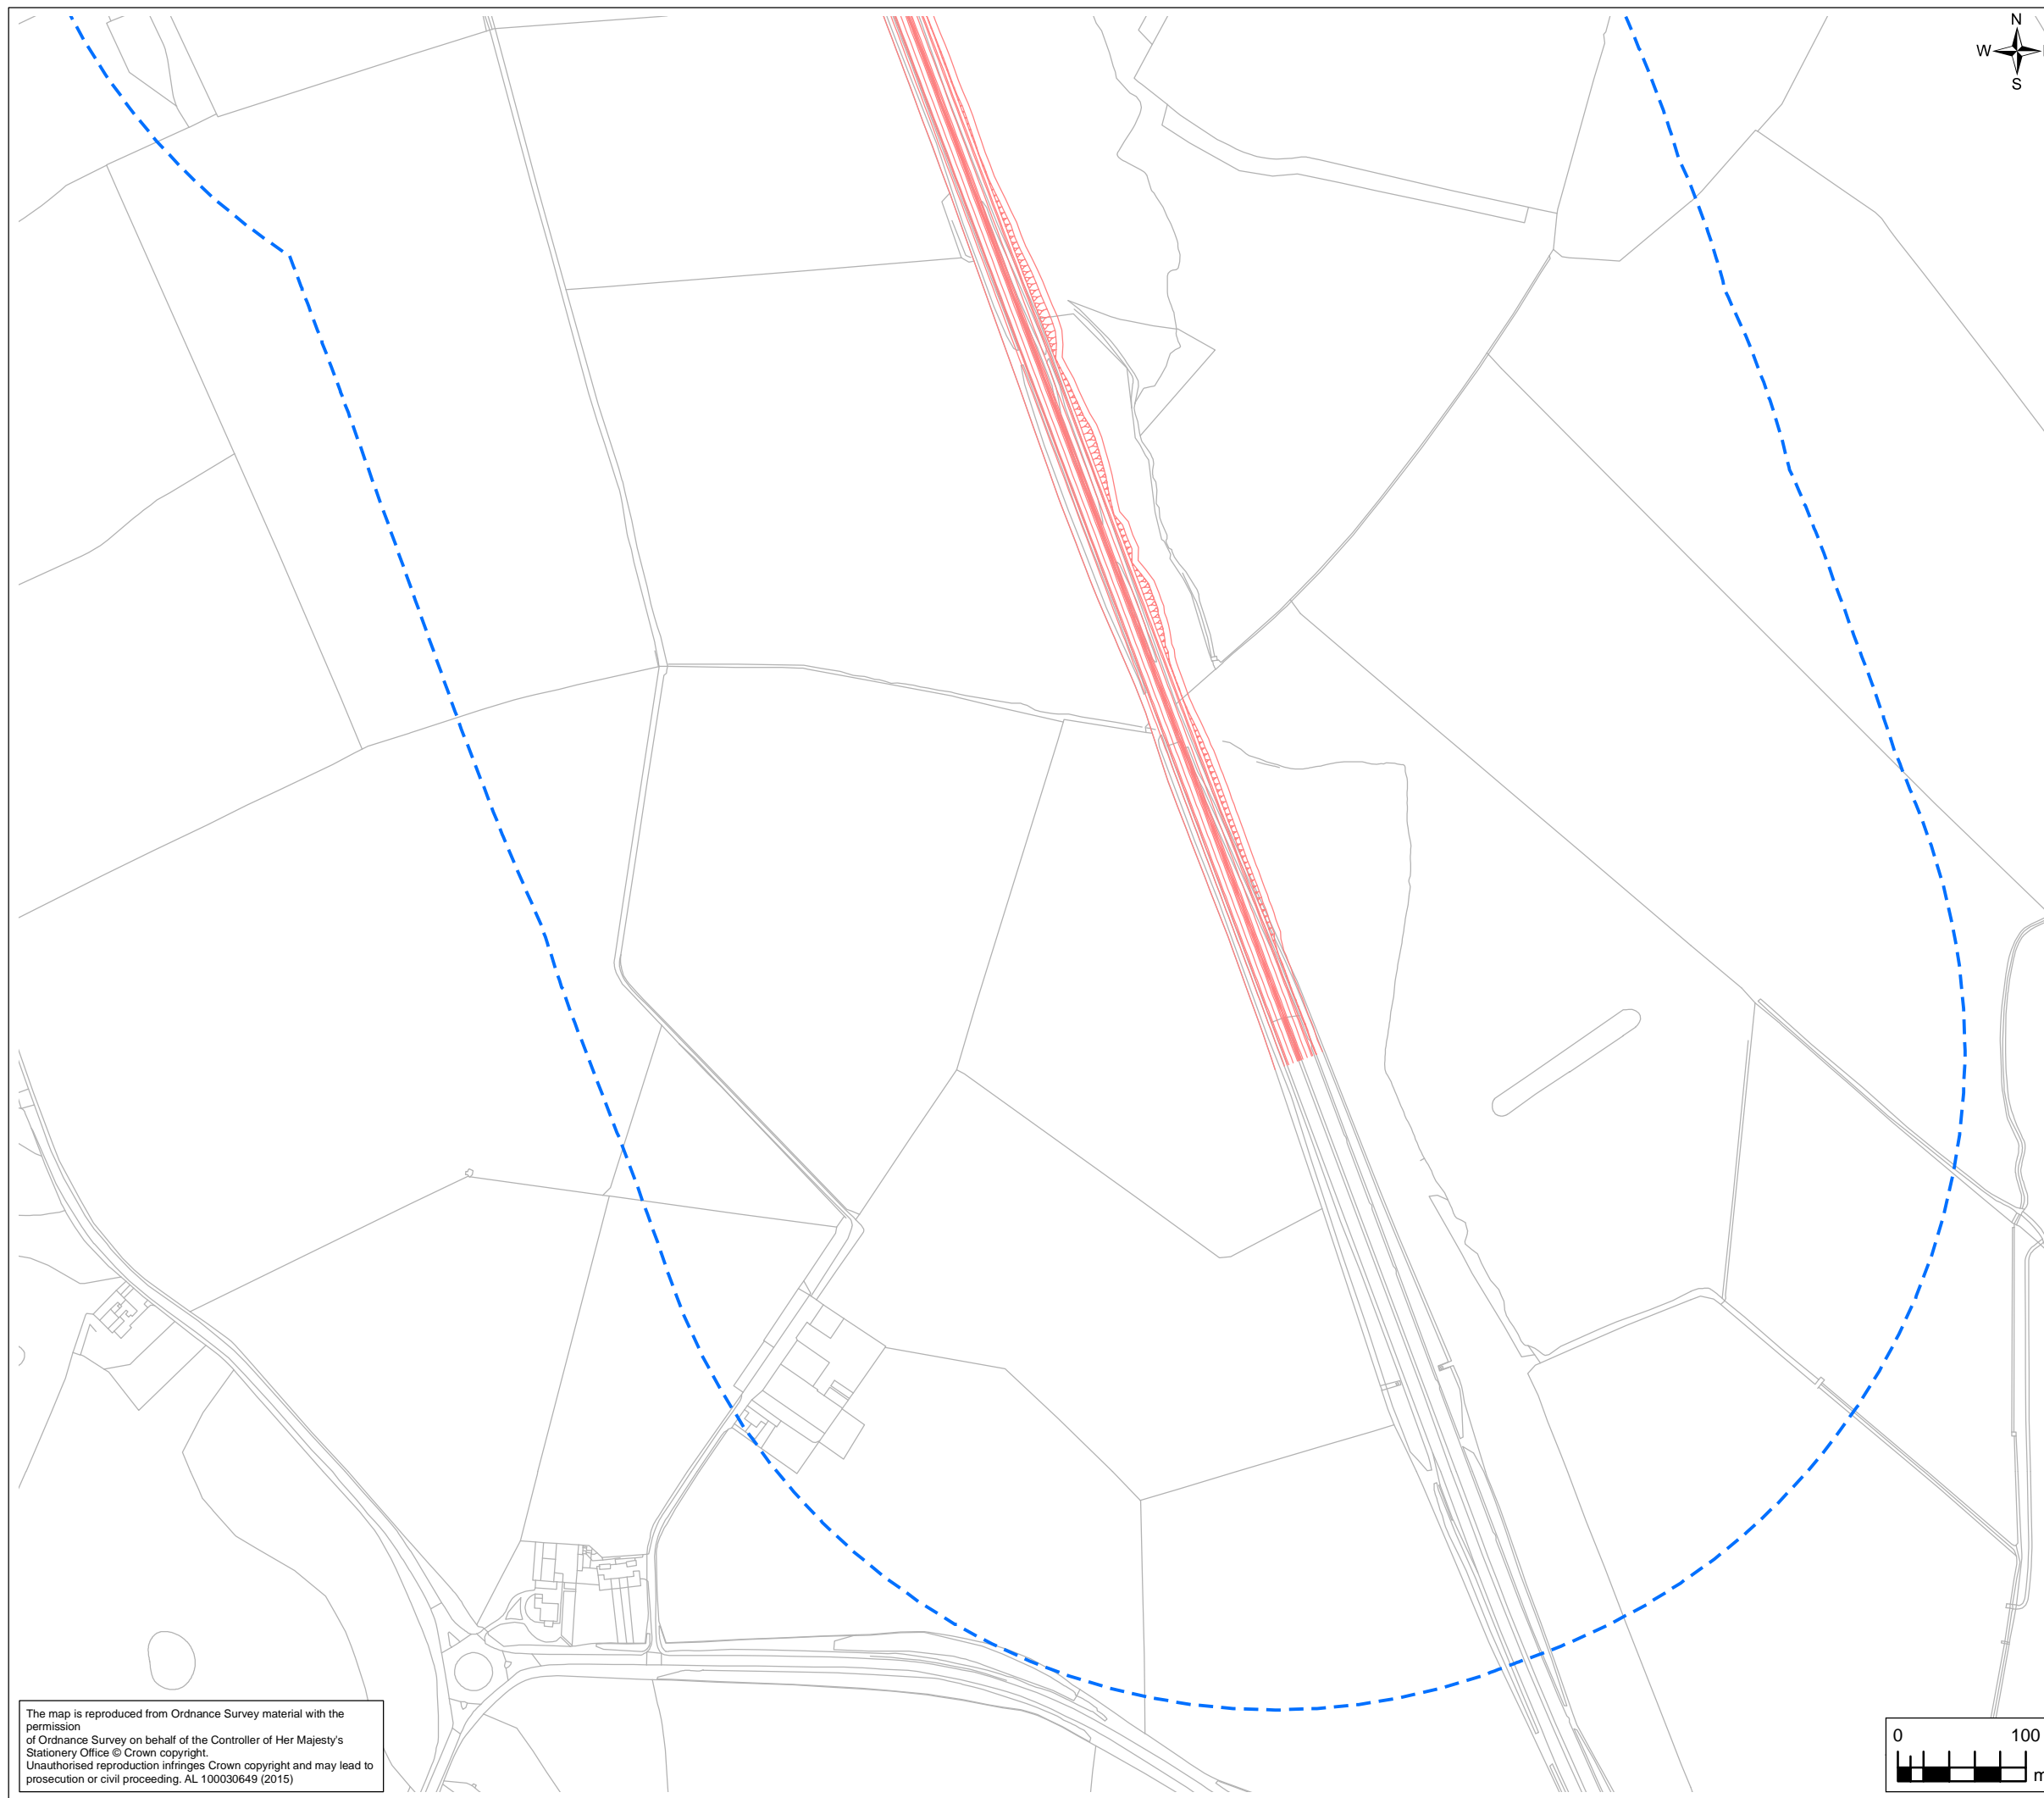 N
W
S
The map is reproduced from Ordnance Survey material with the
permission
of Ordnance Survey on behalf of the Controller of Her Majesty's
Stationery Office © Crown copyright.
Unauthorised reproduction infringes Crown copyright and may lead to
prosecution or civil proceeding. AL 100030649 (2015)
0 100
m